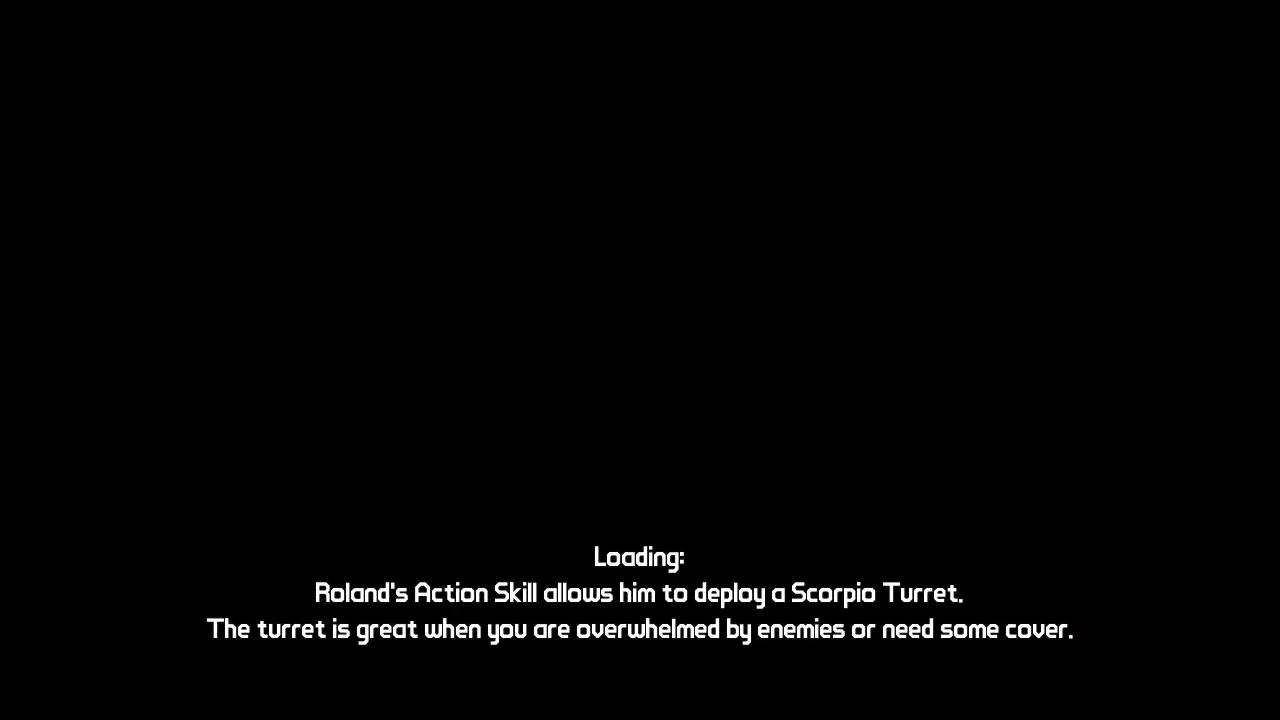 Loading:
Roland's Action Skill allows him to deploy a Scorpio Turret.
The turret is great when you are overwhelmed by enemies or need some cover.